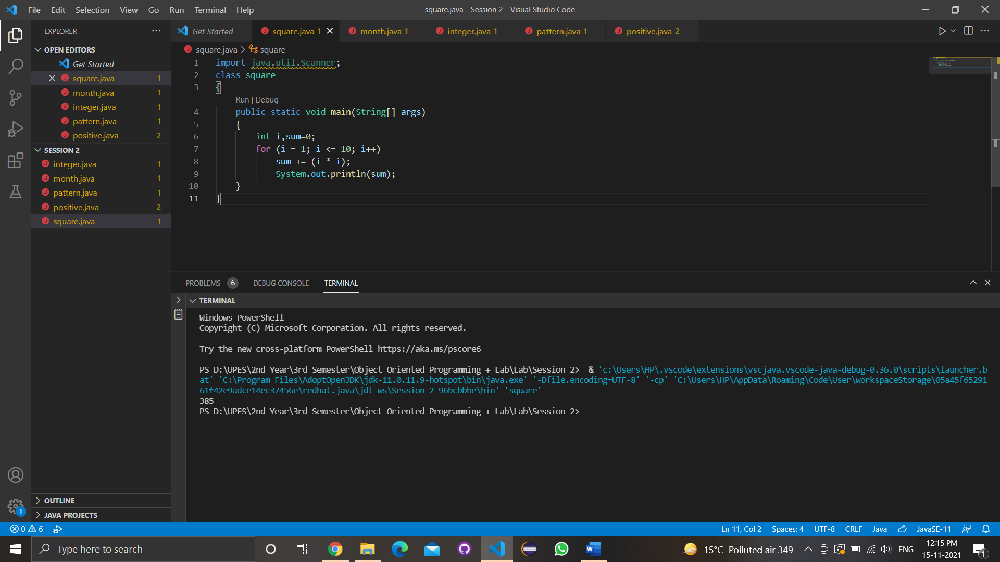 File Edit Selection View Go Run Terminal Help
square.java - Session 2 - Visual Studio Code
EXPLORER
OPEN EDITORS
Get Started
square.java 1
month.java 1
integer.java 1
pattern.java 1
positive.java 2
SESSION 2
integer.java 1
month.java 1
pattern.java 1
positive.java 2
square.java 1
OUTLINE
JAVA PROJECTS
Get Started square.java 1 month.java 1 integer.java 1 pattern.java 1 positive.java 2
square.java > square
1 import java.util.Scanner;
2 class square
3 {
Run | Debug
4 public static void main(String[] args)
5 {
6 int i,sum=0;
7 for (i = 1; i <= 10; i++)
8 sum += (i * i);
9 System.out.println(sum);
10 }
11 }
PROBLEMS 6 DEBUG CONSOLE TERMINAL
TERMINAL
Windows PowerShell
Copyright (C) Microsoft Corporation. All rights reserved.
Try the new cross-platform PowerShell https://aka.ms/pscore6
PS D:\UPES\2nd Year\3rd Semester\Object Oriented Programming + Lab\Lab\Session 2> & 'c:\Users\HP\.vscode\extensions\vscjava.vscode-java-debug-0.36.0\scripts\launcher.b
at' 'C:\Program Files\AdoptOpenJDK\jdk-11.0.11.9-hotspot\bin\java.exe' '-Dfile.encoding=UTF-8' '-cp' 'C:\Users\HP\AppData\Roaming\Code\User\workspaceStorage\05a45f65291
61f42e9adce14ec37456e\redhat.java\jdt_ws\Session 2_96bcbbbe\bin' 'square'
385
PS D:\UPES\2nd Year\3rd Semester\Object Oriented Programming + Lab\Lab\Session 2>
1
0 6
Ln 11, Col 2 Spaces: 4 UTF-8 CRLF Java JavaSE-11
Type here to search
15°C Polluted air 349
ENG
12:15 PM
15-11-2021
1